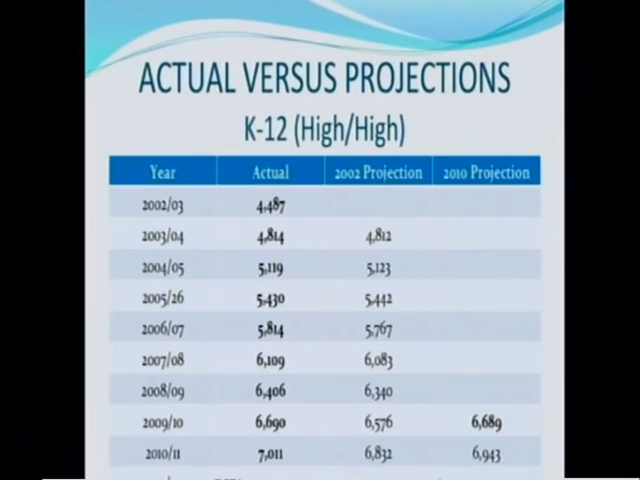 ACTUAL VERSUS PROJECTIONS
K-12 (High/High)
Year Actual 2002 Projection 2010 Projection
2002/03 4,487
2003/04 4,814 4,812
2004/05 5,119 5,123
2005/26 5,430 5,442
2006/07 5,814 5,767
2007/08 6,109 6,083
2008/09 6,406 6,340
2009/10 6,690 6,576 6,689
2010/11 7,011 6,832 6,943